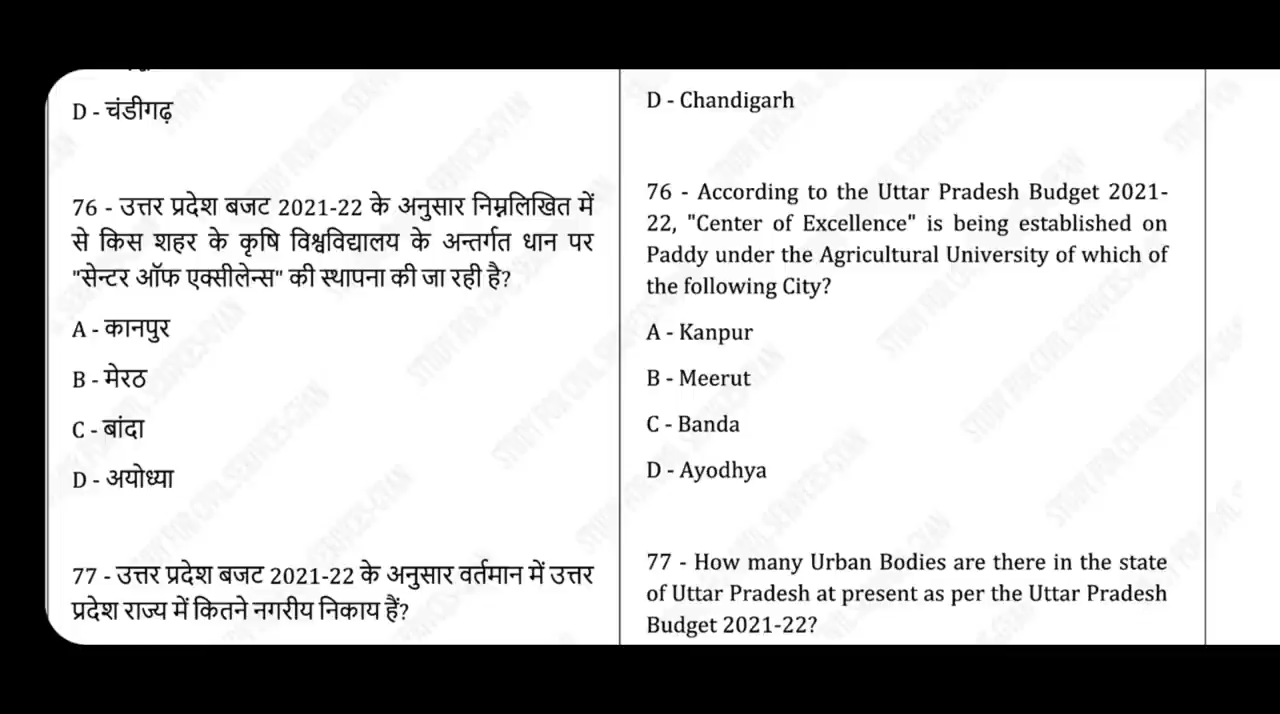 D - चंडीगढ़
76 - उत्तर प्रदेश बजट 2021-22 के अनुसार निम्नलिखित में
से किस शहर के कृषि विश्वविद्यालय के अन्तर्गत धान पर
"सेन्टर ऑफ एक्सीलेन्स" की स्थापना की जा रही है?
A - कानपुर
B - मेरठ
C - बांदा
D - अयोध्या
77 - उत्तर प्रदेश बजट 2021-22 के अनुसार वर्तमान में उत्तर
प्रदेश राज्य में कितने नगरीय निकाय हैं?
D - Chandigarh
76 - According to the Uttar Pradesh Budget 2021-
22, "Center of Excellence" is being established on
Paddy under the Agricultural University of which of
the following City?
A - Kanpur
B - Meerut
C - Banda
D - Ayodhya
77 - How many Urban Bodies are there in the state
of Uttar Pradesh at present as per the Uttar Pradesh
Budget 2021-22?